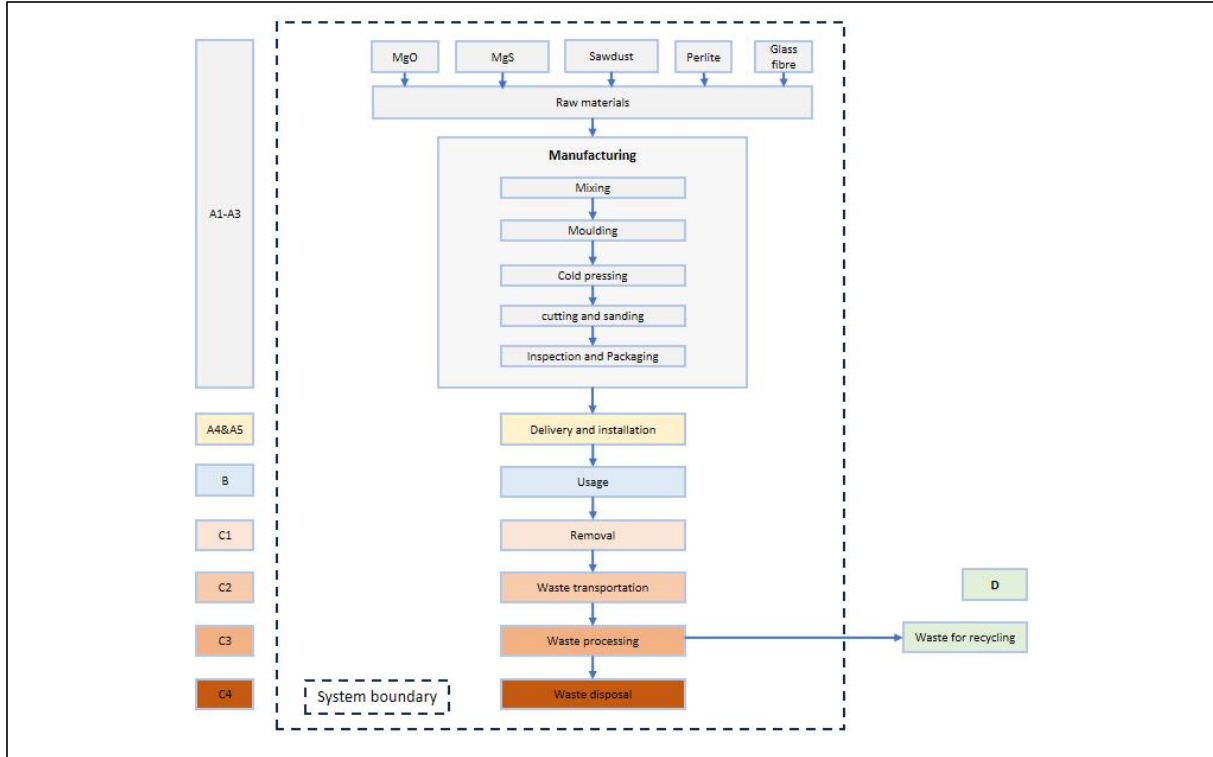 MgO
MgS
Sawdust
Perlite
Glass
fibre
Raw materials
A1-A3
Manufacturing
Mixing
Moulding
Cold pressing
cutting and sanding
Inspection and Packaging
A4&A5
Delivery and installation
B
Usage
C1
Removal
C2
Waste transportation
D
C3
Waste processing
Waste for recycling
C4
System boundary
Waste disposal